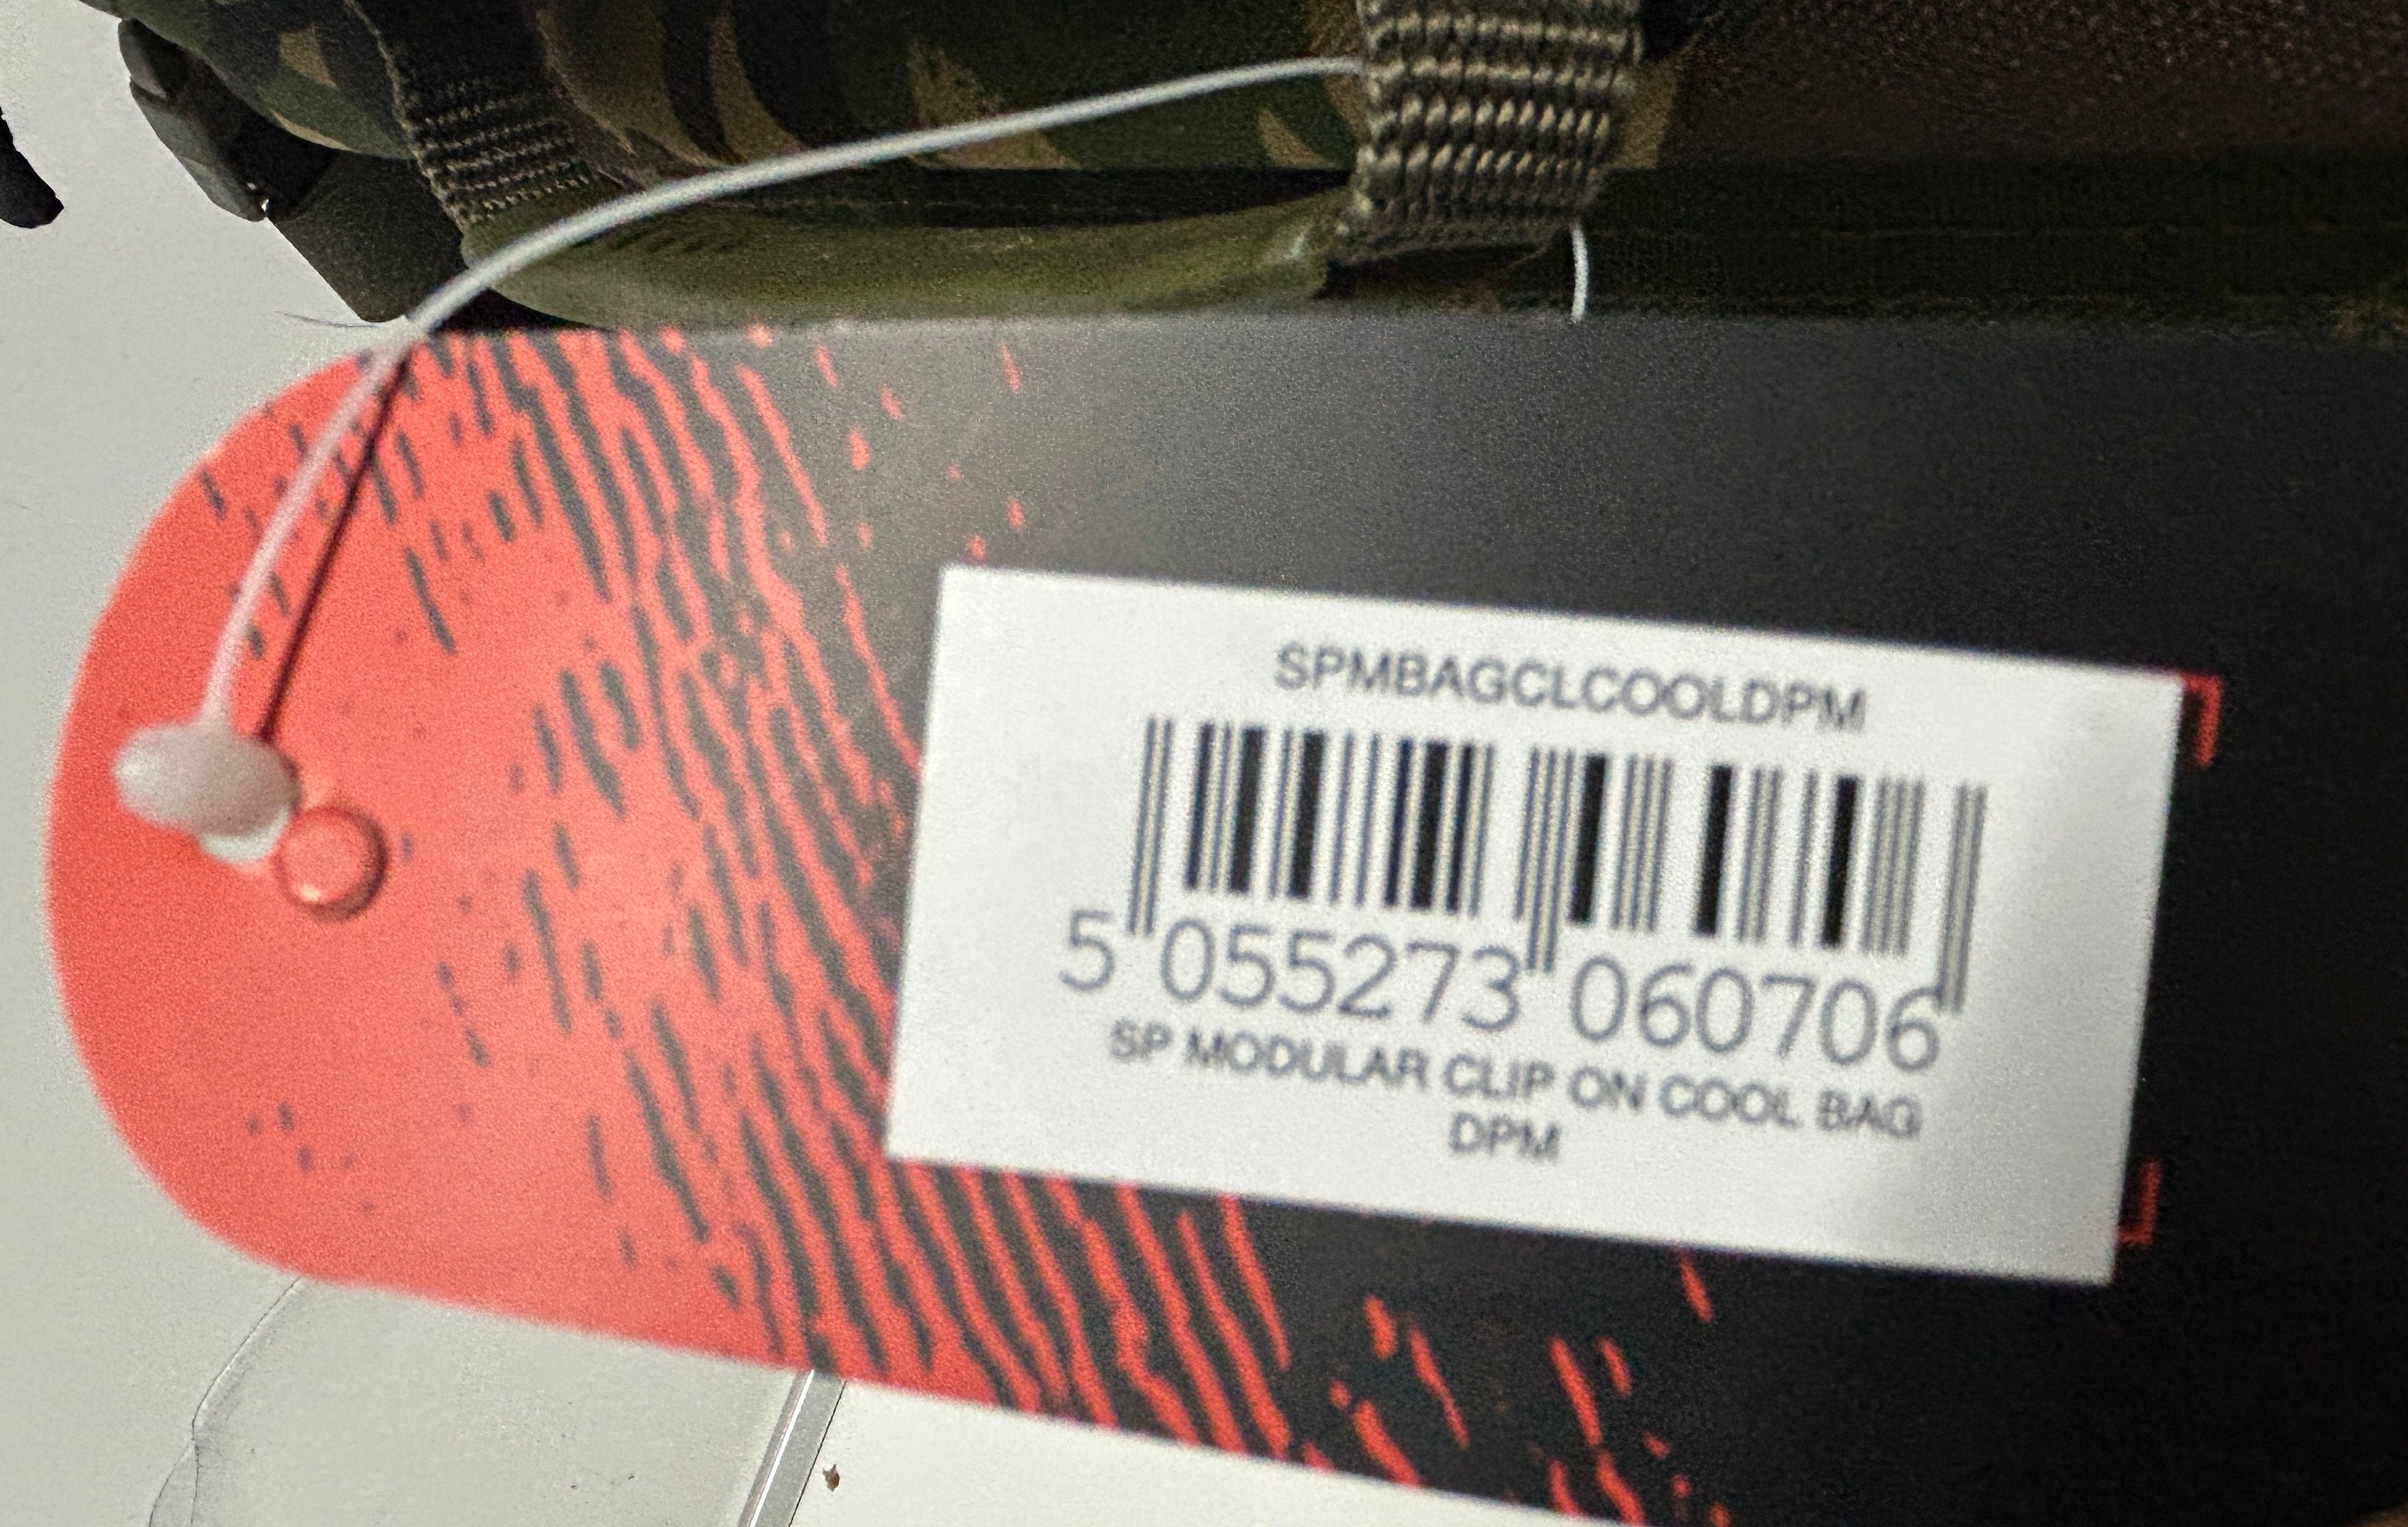 SPMBAGCLCOOLDPM
5 055273 060706
SP MODULAR CLIP ON COOL BAG
DPM